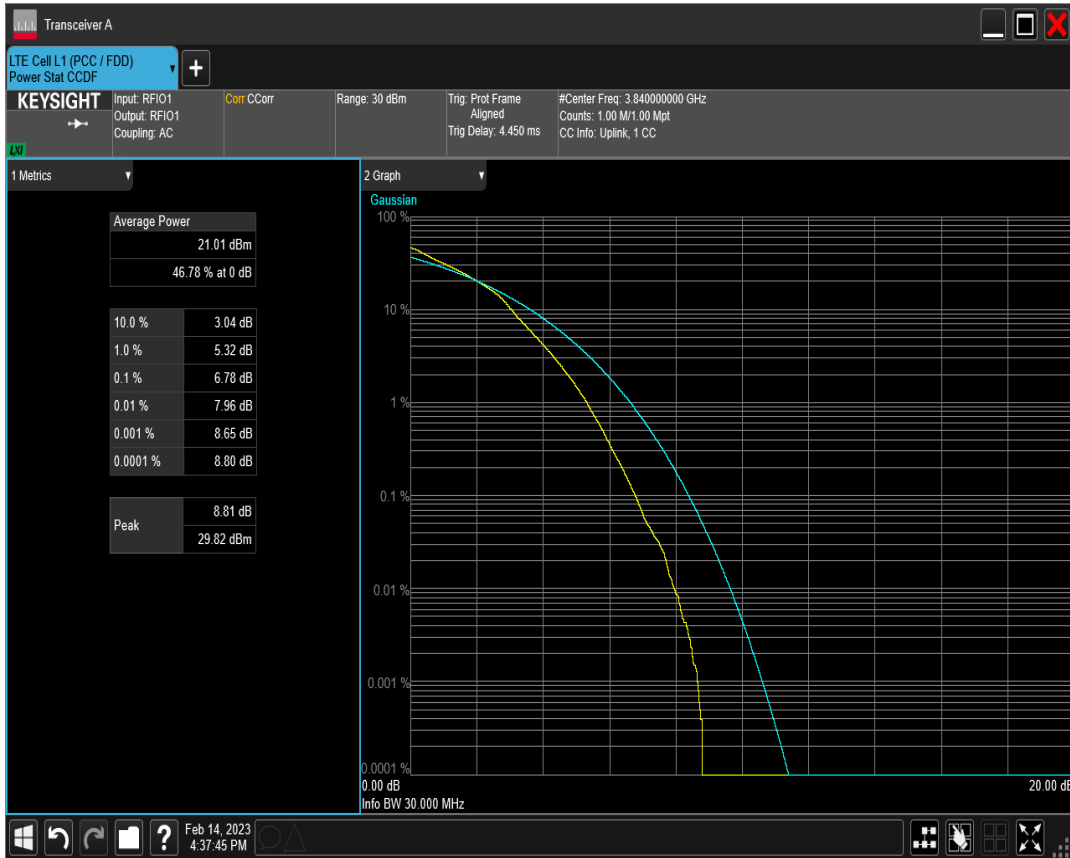 Transceiver A
LTE Cell L1 (PCC / FDD)
Power Stat CCDF
+
KEYSIGHT
LXI
Input: RFIO1
Output: RFIO1
Coupling: AC
Corr CCorr
Range: 30 dBm
Trig: Prot Frame
Aligned
Trig Delay: 4.450 ms
#Center Freq: 3.840000000 GHz
Counts: 1.00 M/1.00 Mpt
CC Info: Uplink, 1 CC
1 Metrics
Average Power
21.01 dBm
46.78 % at 0 dB
10.0 % 3.04 dB
1.0 % 5.32 dB
0.1 % 6.78 dB
0.01 % 7.96 dB
0.001 % 8.65 dB
0.0001 % 8.80 dB
Peak 8.81 dB
29.82 dBm
2 Graph
Gaussian
100 %
10 %
1 %
0.1 %
0.01 %
0.001 %
0.0001 %
0.00 dB 20.00 dB
Info BW 30.000 MHz
? Feb 14, 2023
4:37:45 PM